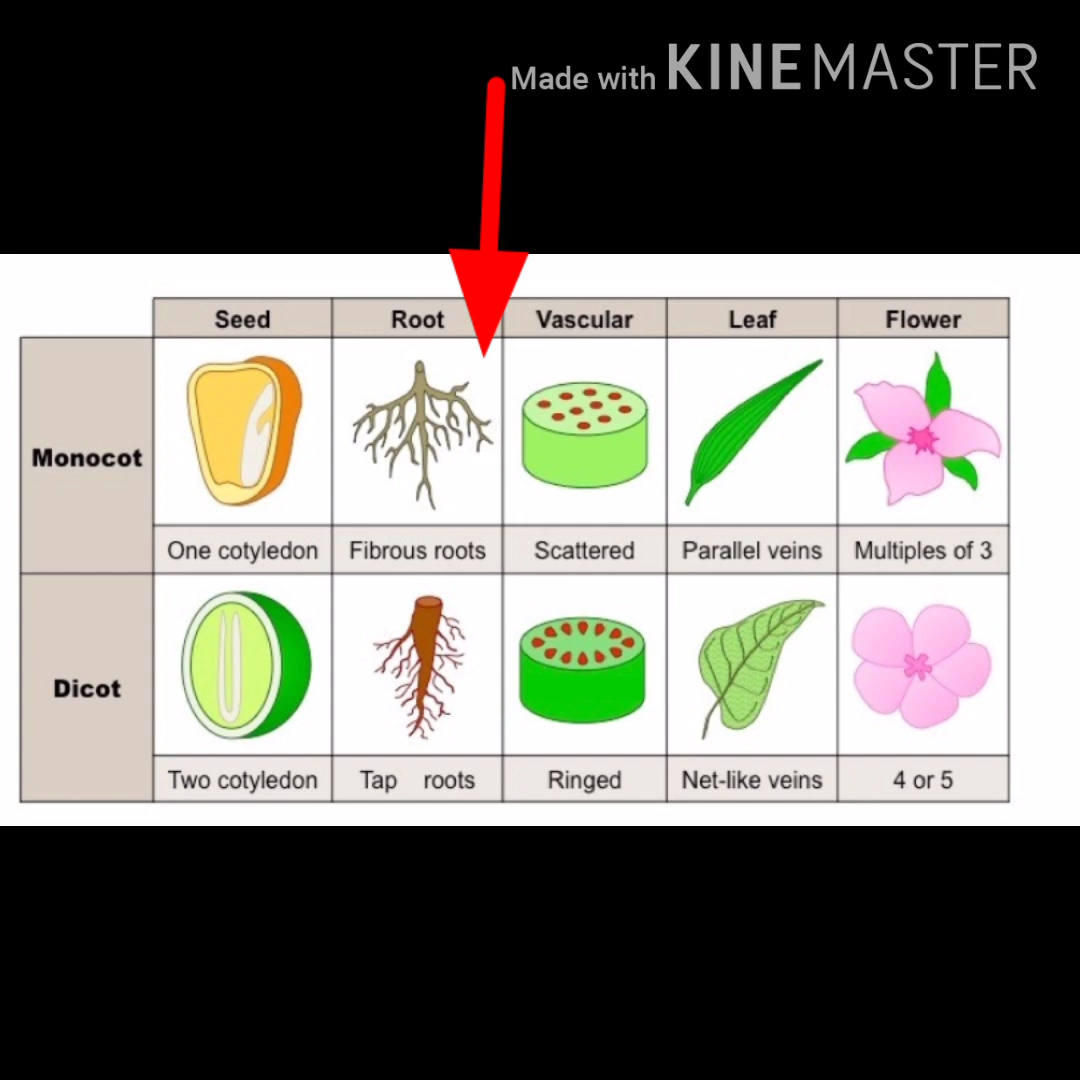 Made with KINEMASTER
Seed Root Vascular Leaf Flower
Monocot
One cotyledon Fibrous roots Scattered Parallel veins Multiples of 3
Dicot
Two cotyledon Tap roots Ringed Net-like veins 4 or 5